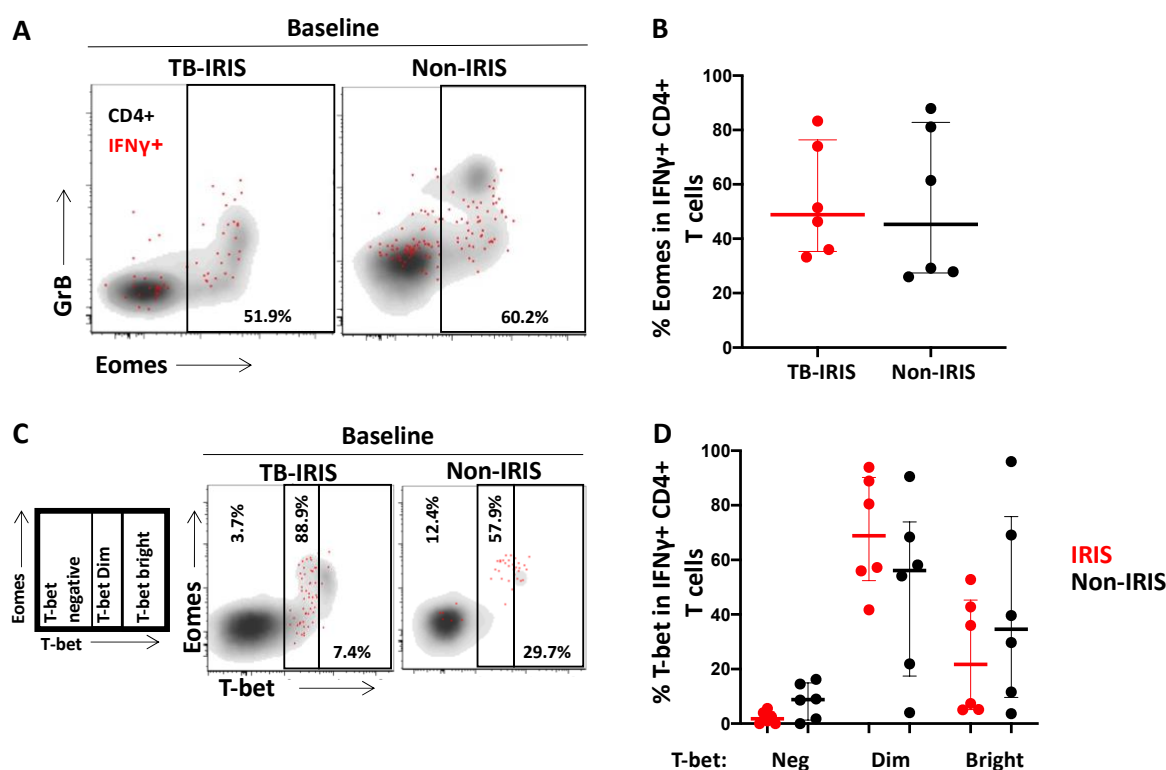 A
Baseline
TB-IRIS
Non-IRIS
CD4+
IFNγ+
51.9%
60.2%
GrB
Eomes
B
100
80
60
40
20
0
% Eomes in IFNγ+ CD4+
T cells
TB-IRIS
Non-IRIS
C
Baseline
TB-IRIS
Non-IRIS
Eomes
T-bet
negative
T-bet Dim
T-bet bright
T-bet
Eomes
3.7%
88.9%
7.4%
12.4%
57.9%
29.7%
T-bet
D
100
80
60
40
20
0
% T-bet in IFNγ+ CD4+
T cells
T-bet:
Neg
Dim
Bright
IRIS
Non-IRIS